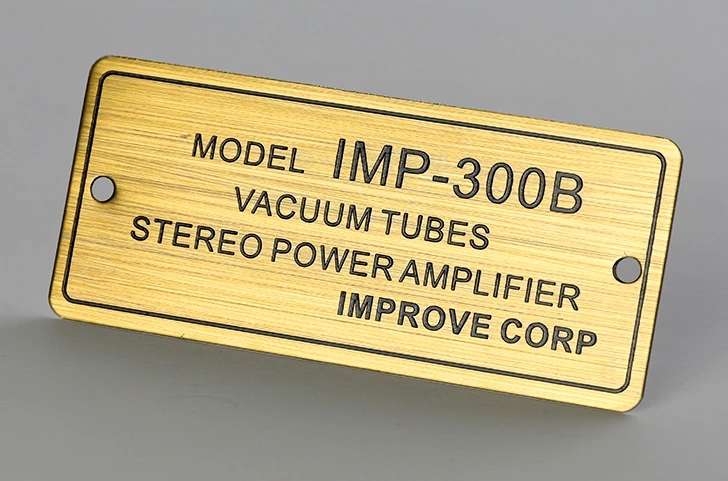 MODEL IMP-300B
VACUUM TUBES
STEREO POWER AMPLIFIER
IMPROVE CORP